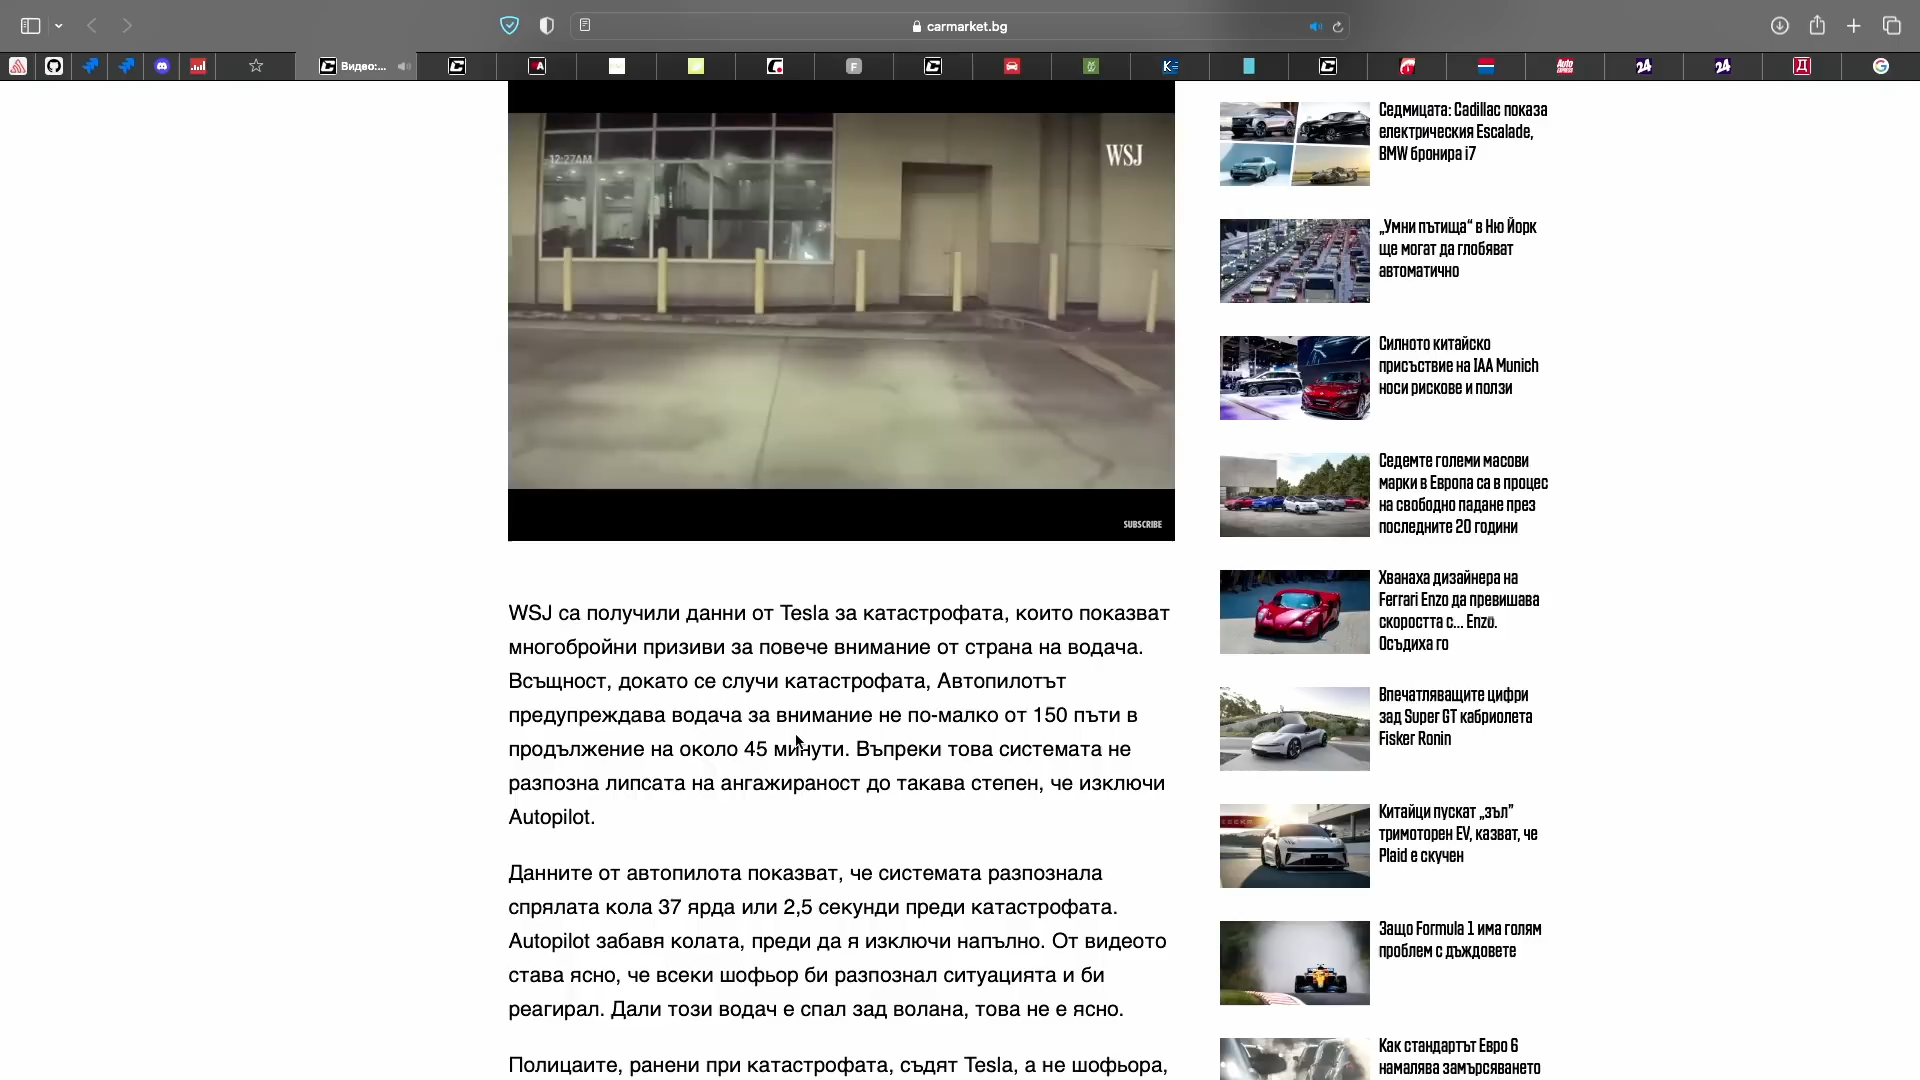 carmarket.bg
Видео:...
12:27AM
WSJ
SUBSCRIBE
WSJ са получили данни от Tesla за катастрофата, които показват
многобройни призиви за повече внимание от страна на водача.
Всъщност, докато се случи катастрофата, Автопилотът
предупреждава водача за внимание не по-малко от 150 пъти в
продължение на около 45 минути. Въпреки това системата не
разпозна липсата на ангажираност до такава степен, че изключи
Autopilot.
Данните от автопилота показват, че системата разпознала
спрялата кола 37 ярда или 2,5 секунди преди катастрофата.
Autopilot забавя колата, преди да я изключи напълно. От видеото
става ясно, че всеки шофьор би разпознал ситуацията и би
реагирал. Дали този водач е спал зад волана, това не е ясно.
Полицаите, ранени при катастрофата, съдят Tesla, а не шофьора,
Седмицата: Cadillac показа
електрическия Escalade,
BMW бронира i7
„Умни пътища“ в Ню Йорк
ще могат да глобяват
автоматично
Силното китайско
присъствие на IAA Munich
носи рискове и ползи
Седемте големи масови
марки в Европа са в процес
на свободно падане през
последните 20 години
Хванаха дизайнера на
Ferrari Enzo да превишава
скоростта с... Enzo.
Осъдиха го
Впечатляващите цифри
зад Super GT кабриолета
Fisker Ronin
Китайци пускат „зъл”
тримоторен EV, казват, че
Plaid е скучен
Защо Formula 1 има голям
проблем с дъждовете
Как стандартът Евро 6
намалява замърсяването